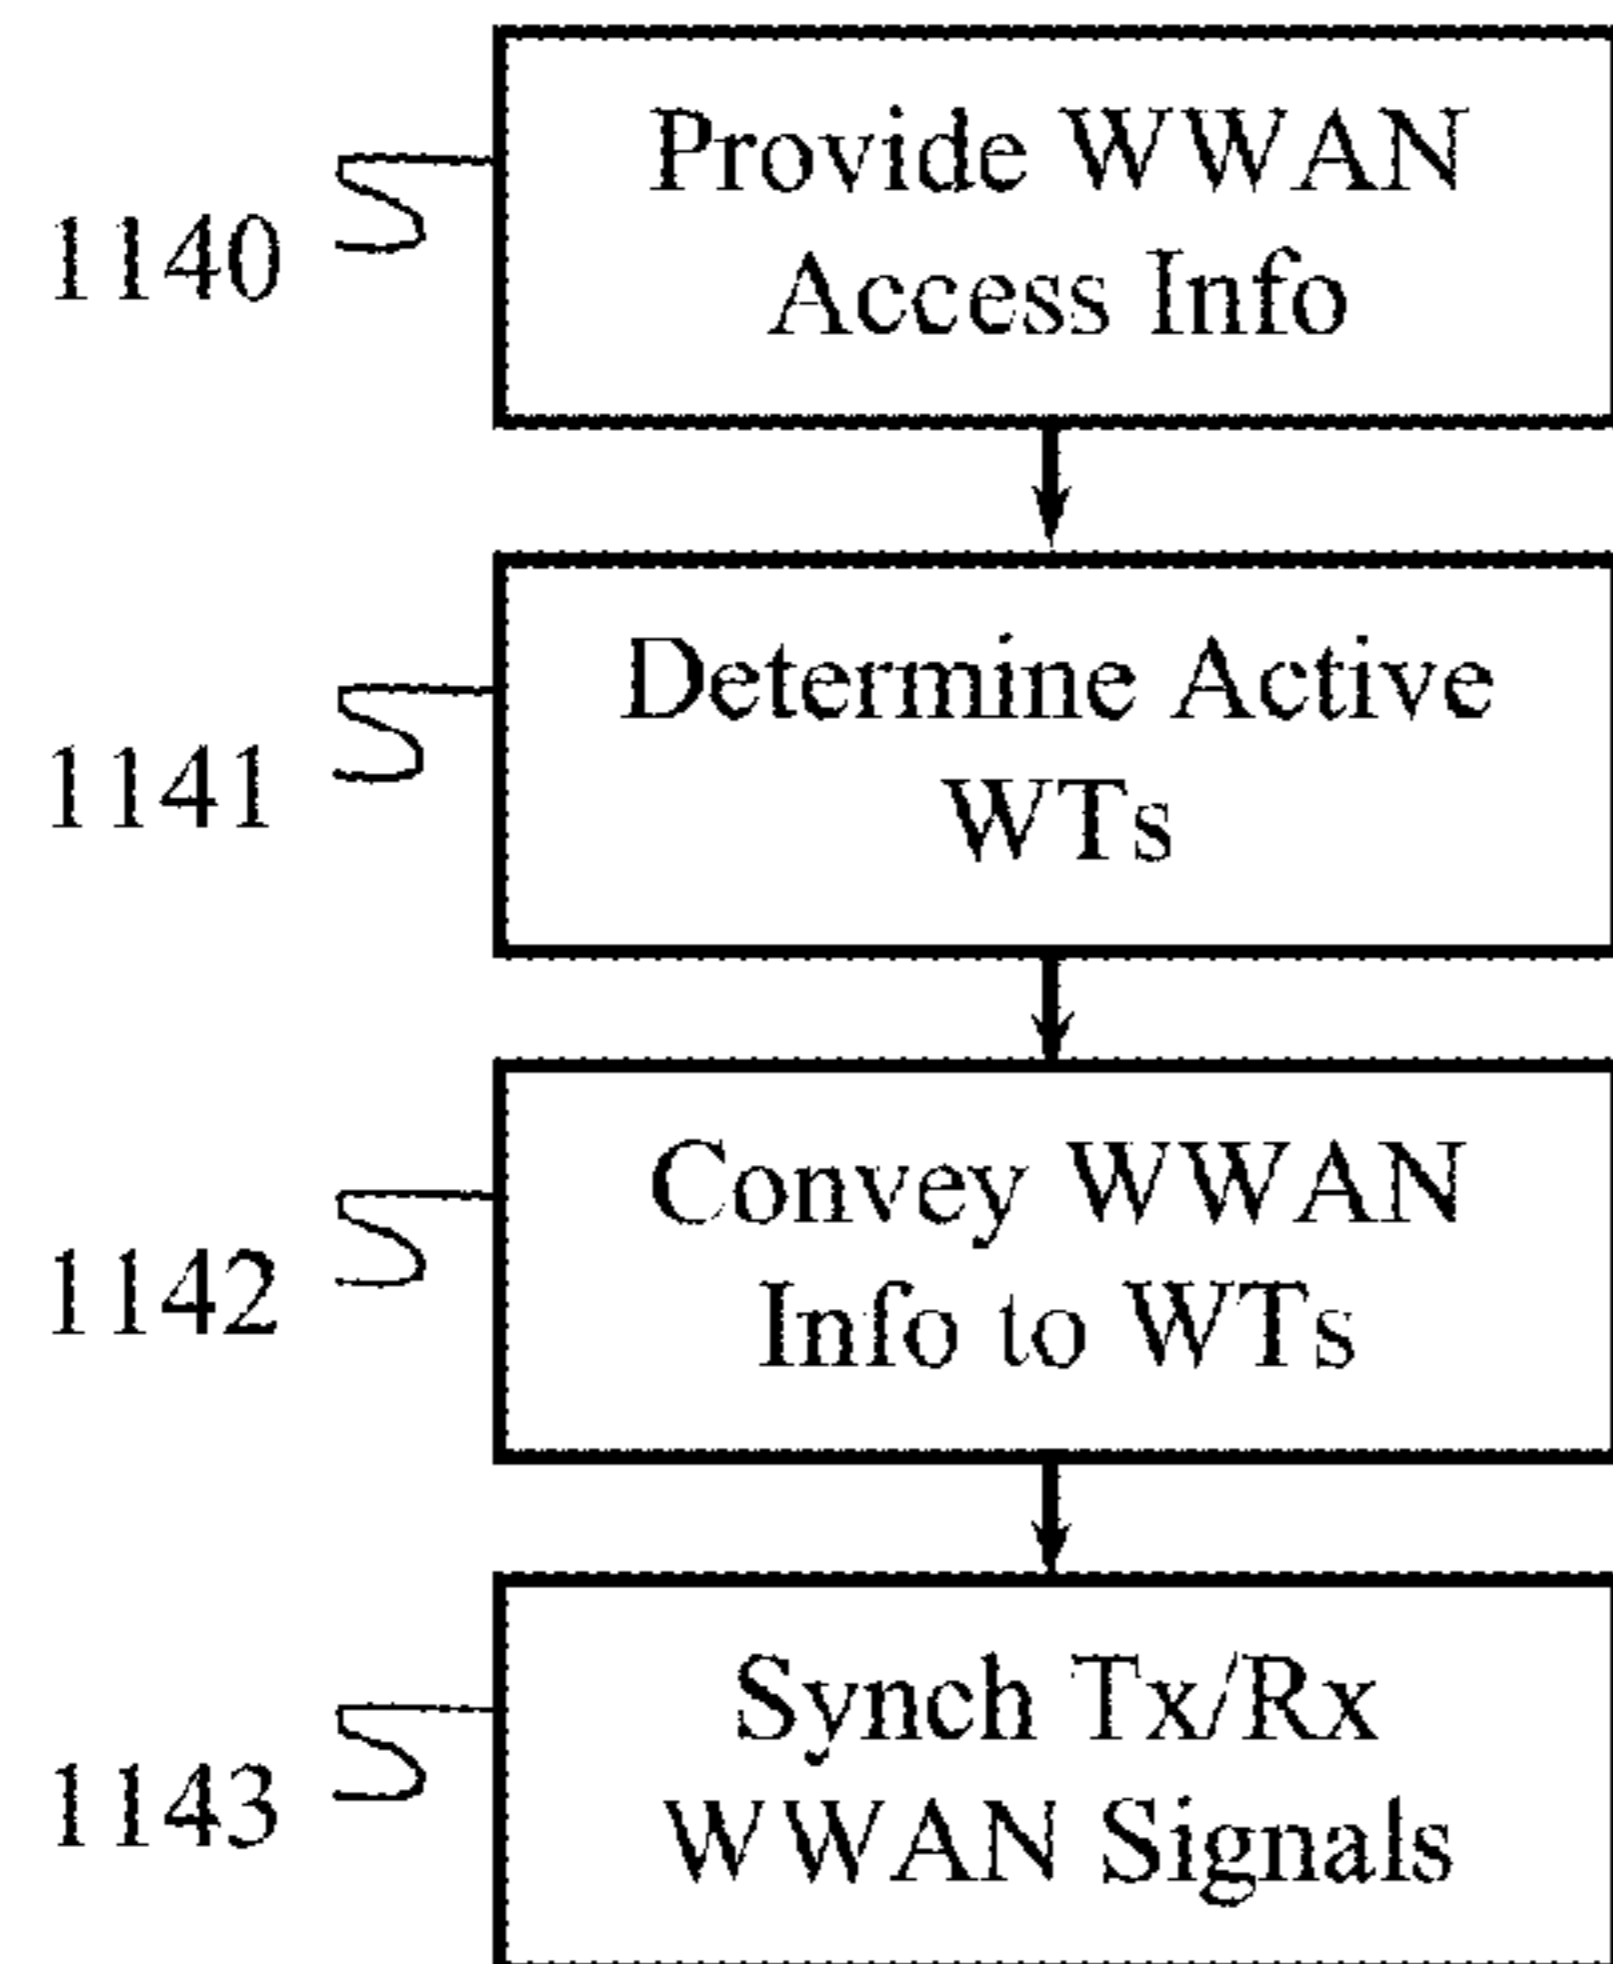 Provide WWAN
Access Info
1140
Determine Active
WTs
1141
Convey WWAN
Info to WTs
1142
Synch Tx/Rx
WWAN Signals
1143